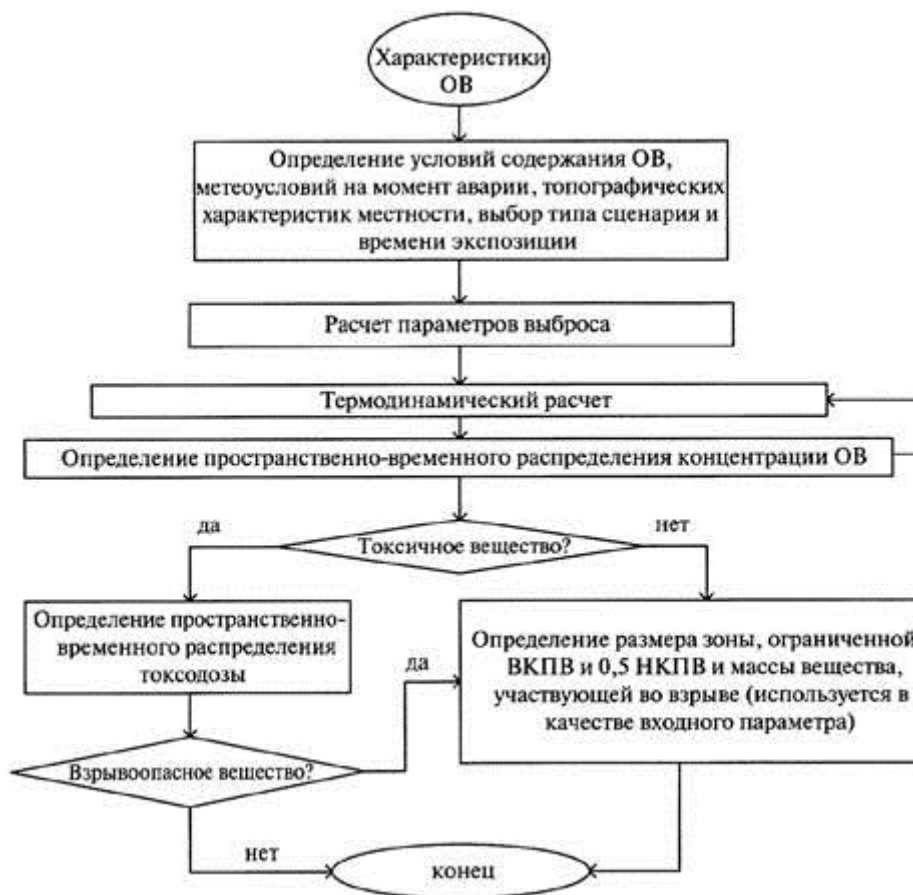 Характеристики
ОВ
Определение условий содержания ОВ,
метеоусловий на момент аварии, топографических
характеристик местности, выбор типа сценария и
времени экспозиции
Расчет параметров выброса
Термодинамический расчет
Определение пространственно-временного распределения концентрации ОВ
да
нет
Токсичное вещество?
Определение пространственно-
временного распределения
токсодозы
да
Определение размера зоны, ограниченной
ВКПВ и 0,5 НКПВ и массы вещества,
участвующей во взрыве (используется в
качестве входного параметра)
Взрывоопасное вещество?
нет
конец